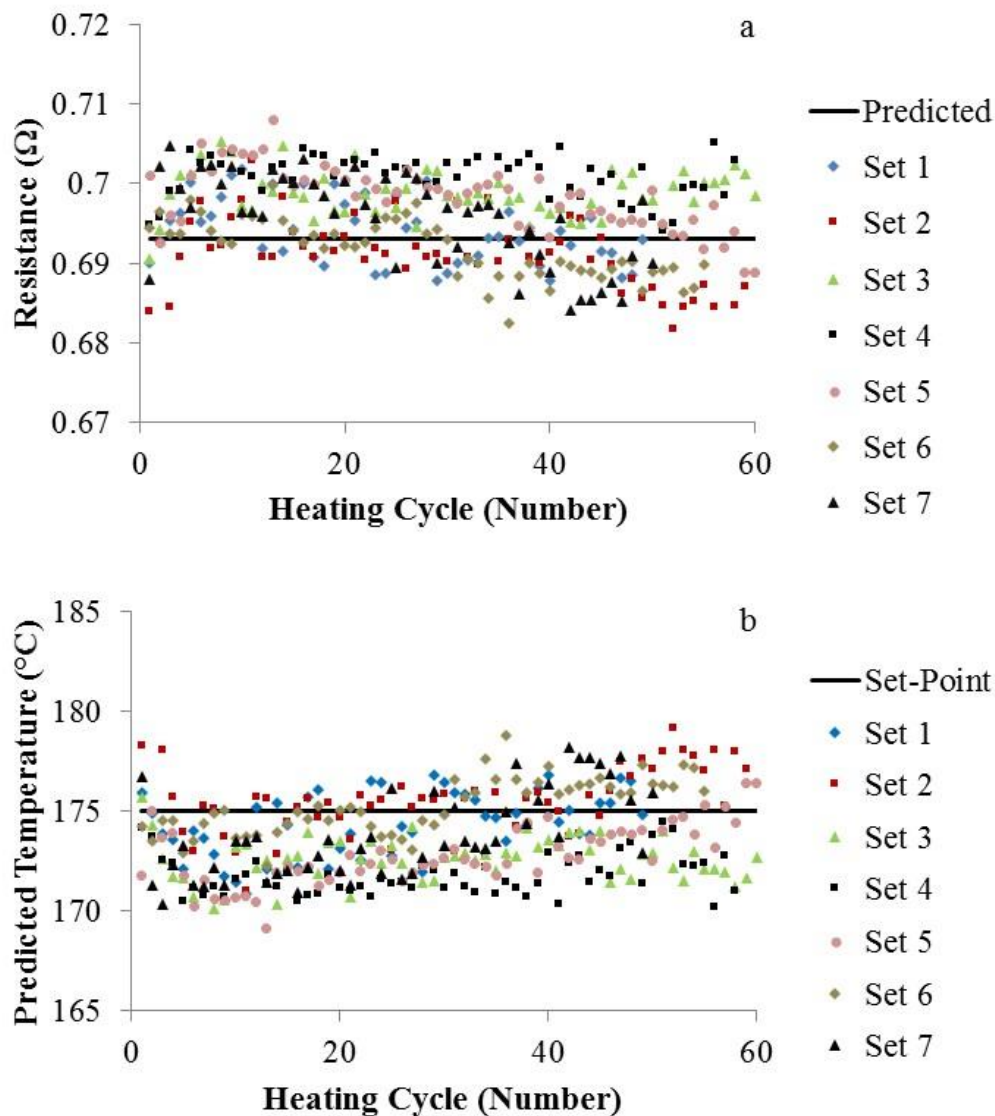 a
0.72
0.71
0.7
0.69
0.68
0.67
Resistance (Ω)
0 20 40 60
Heating Cycle (Number)
Predicted
Set 1
Set 2
Set 3
Set 4
Set 5
Set 6
Set 7
b
185
180
175
170
165
Predicted Temperature (°C)
0 20 40 60
Heating Cycle (Number)
Set-Point
Set 1
Set 2
Set 3
Set 4
Set 5
Set 6
Set 7